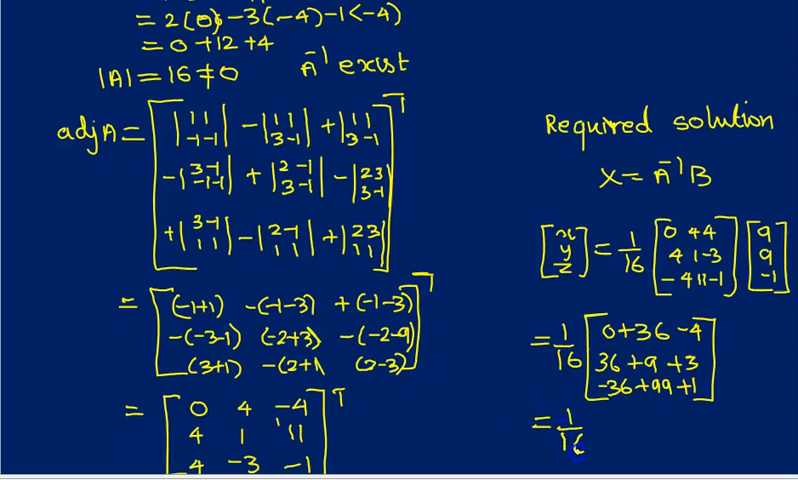 = 2(0) -3(-4) -1(-4)
= 0 +12 +4
|A| = 16 ≠ 0 A⁻¹ exist
adjA = [ |1 1; -1 -1| -|1 1; 3 -1| +|1 1; 3 -1| ]ᵀ
-|3 -1; -1 -1| +|2 -1; 3 -1| -|2 3; 3 -1|
+|3 -1; 1 1| -|2 -1; 1 1| +|2 3; 1 1|
= [ (-1+1) -(-1-3) +(-1-3) ]ᵀ
-(-3-1) (-2+3) -(-2-9)
(3+1) -(2+1 (2-3)
= [ 0 4 -4 ]ᵀ
4 1 11
4 -3 -1
Required solution
X = A⁻¹B
[x y z] = 1/16 [0 4 4; 4 1 -3; -4 11 -1] [9 9 -1]
= 1/16 [ 0+36-4
36+9+3
-36+99+1 ]
= 1/16